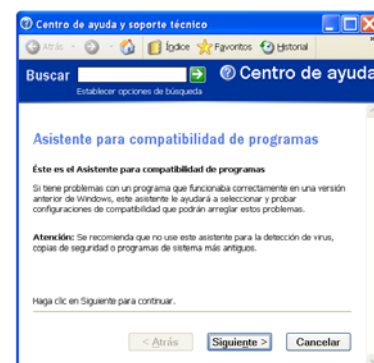 Centro de ayuda y soporte técnico
Atrás Índice Favoritos Historial
Buscar Centro de ayuda
Establecer opciones de búsqueda
Asistente para compatibilidad de programas
Éste es el Asistente para compatibilidad de programas
Si tiene problemas con un programa que funcionaba correctamente en una versión
anterior de Windows, este asistente le ayudará a seleccionar y probar
configuraciones de compatibilidad que podrán arreglar estos problemas.
Atención: Se recomienda que no use este asistente para la detección de virus,
copias de seguridad o programas de sistema más antiguos.
Haga clic en Siguiente para continuar.
< Atrás Siguiente > Cancelar